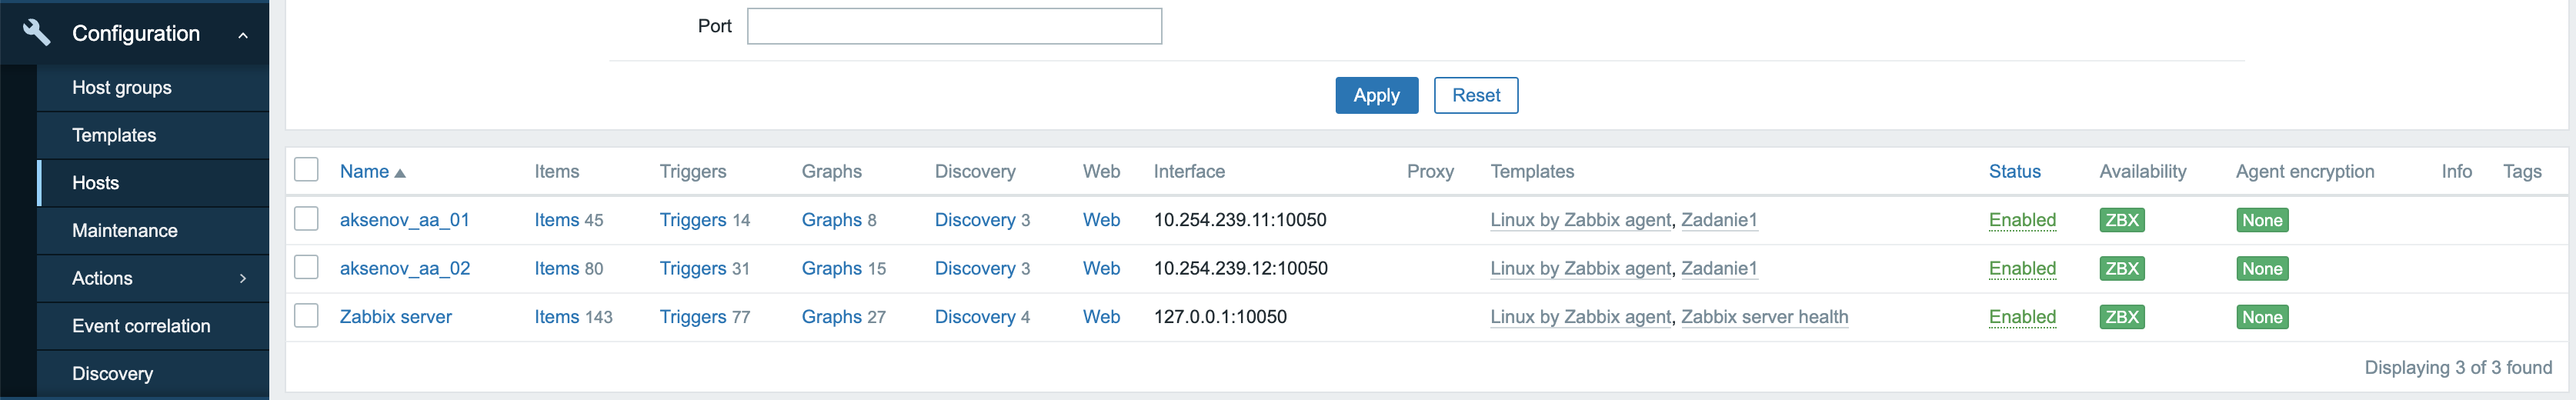 Configuration
Host groups
Templates
Hosts
Maintenance
Actions
Event correlation
Discovery
Port
Apply Reset
Name Items Triggers Graphs Discovery Web Interface Proxy Templates Status Availability Agent encryption Info Tags
aksenov_aa_01 Items 45 Triggers 14 Graphs 8 Discovery 3 Web 10.254.239.11:10050 Linux by Zabbix agent, Zadanie1 Enabled ZBX None
aksenov_aa_02 Items 80 Triggers 31 Graphs 15 Discovery 3 Web 10.254.239.12:10050 Linux by Zabbix agent, Zadanie1 Enabled ZBX None
Zabbix server Items 143 Triggers 77 Graphs 27 Discovery 4 Web 127.0.0.1:10050 Linux by Zabbix agent, Zabbix server health Enabled ZBX None
Displaying 3 of 3 found